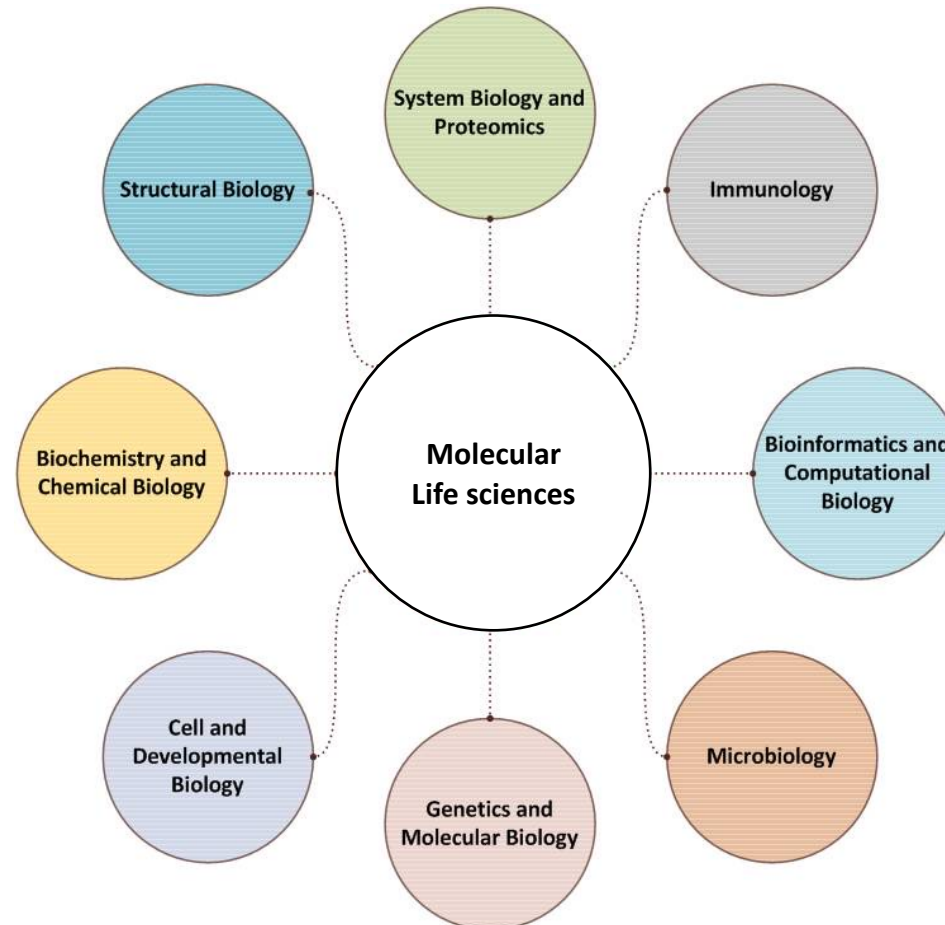 System Biology and
Proteomics
Structural Biology
Immunology
Biochemistry and
Chemical Biology
Molecular
Life sciences
Bioinformatics and
Computational
Biology
Cell and
Developmental
Biology
Genetics and
Molecular Biology
Microbiology